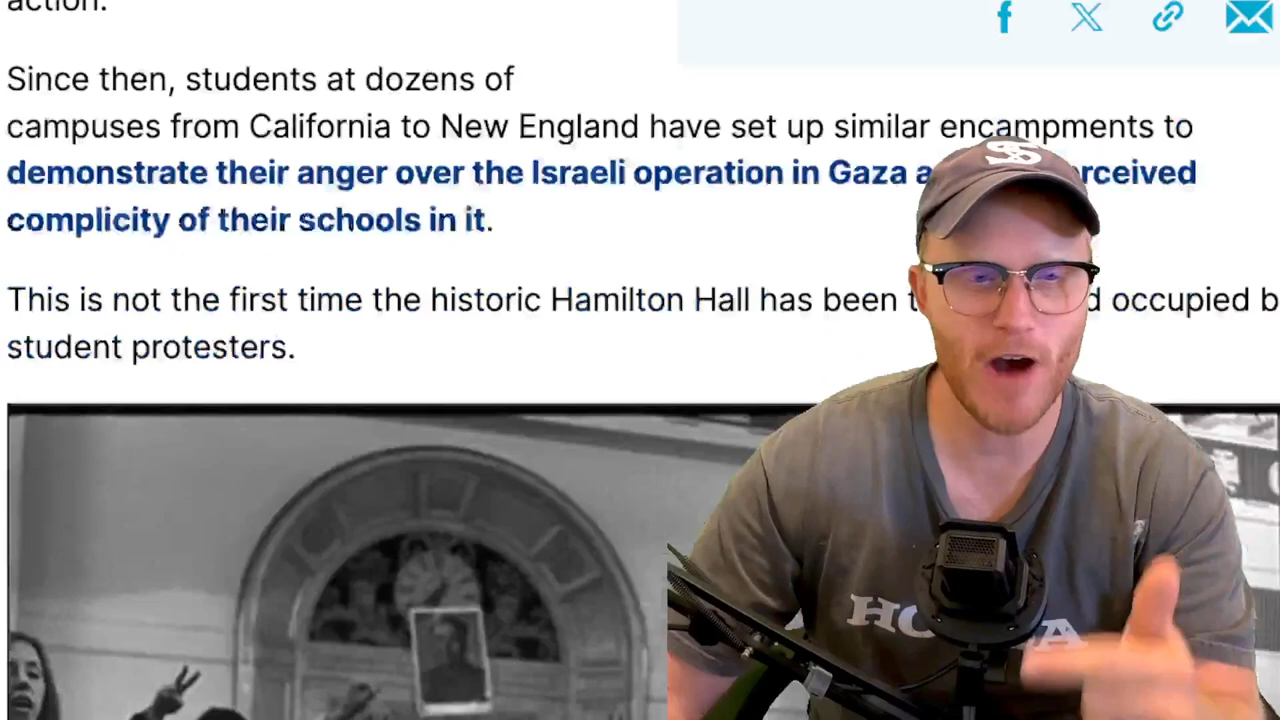 action.
Since then, students at dozens of
campuses from California to New England have set up similar encampments to
demonstrate their anger over the Israeli operation in Gaza rceived
complicity of their schools in it.
This is not the first time the historic Hamilton Hall has been occupied
student protesters.
HO A